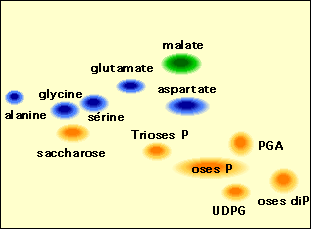 malate
glutamate
glycine
aspartate
alanine
sérine
Trioses P
PGA
saccharose
oses P
oses diP
UDPG